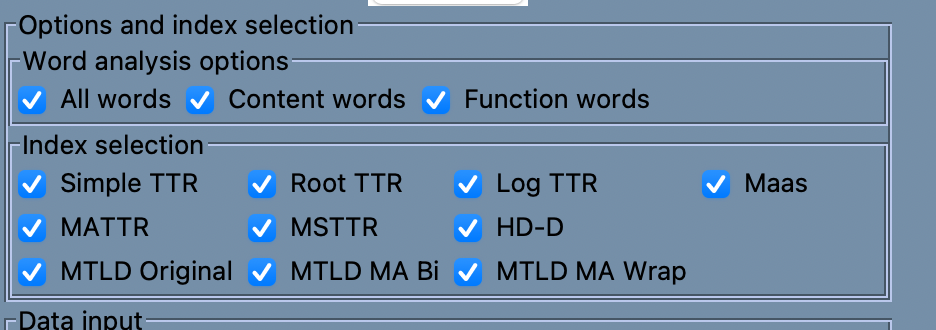 Options and index selection
Word analysis options
All words Content words Function words
Index selection
Simple TTR Root TTR Log TTR Maas
MATTR MSTTR HD-D
MTLD Original MTLD MA Bi MTLD MA Wrap
Data input